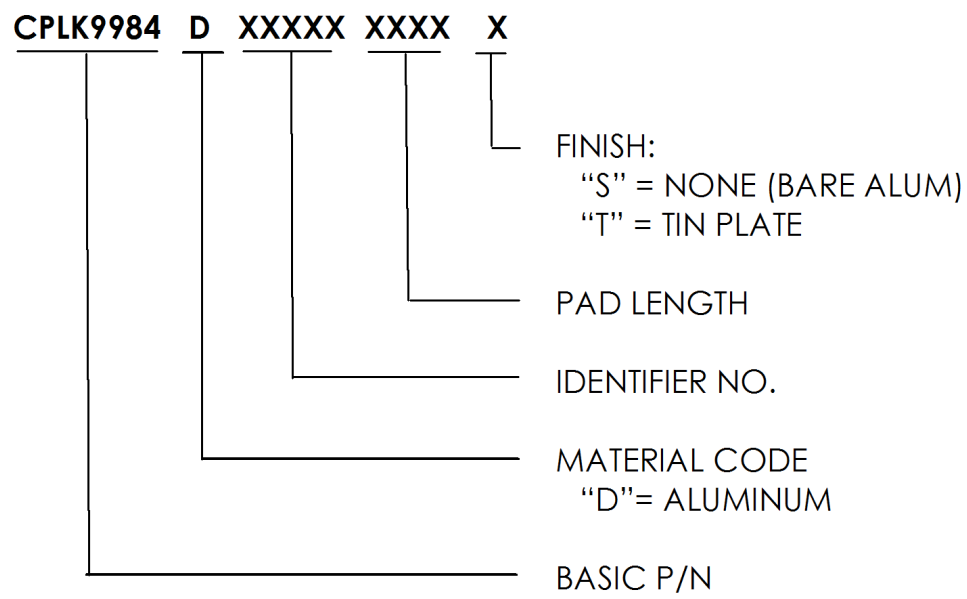 CPLK9984 D XXXXX XXXX X
FINISH:
“S” = NONE (BARE ALUM)
“T” = TIN PLATE
PAD LENGTH
IDENTIFIER NO.
MATERIAL CODE
“D”= ALUMINUM
BASIC P/N